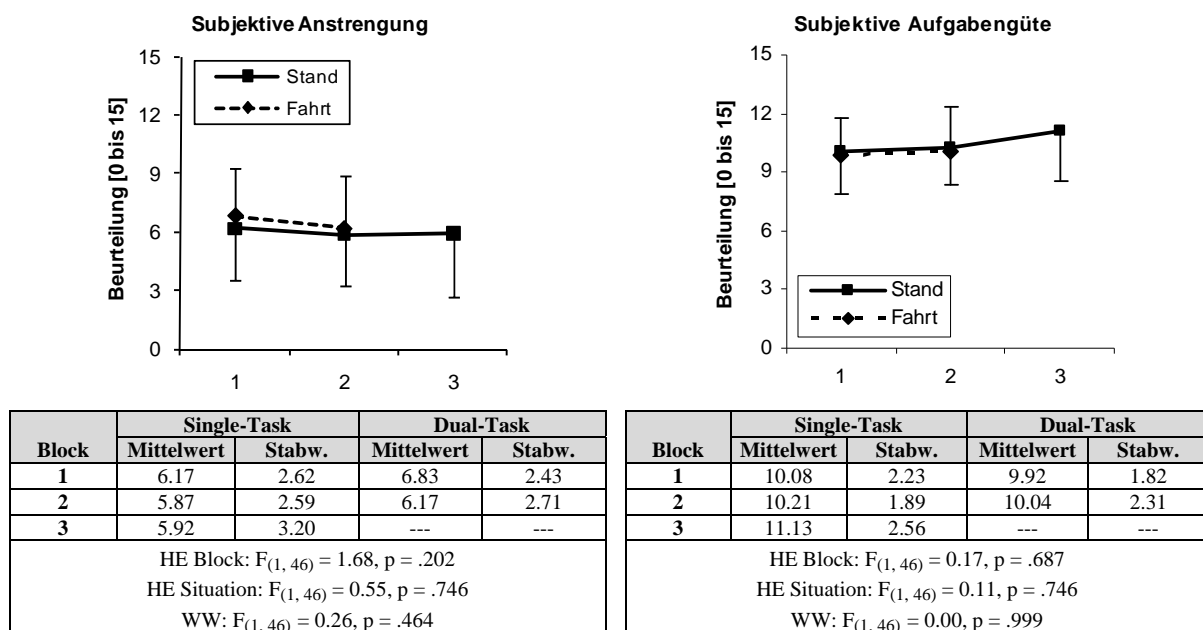 Subjektive Anstrengung
15
12
9
6
3
0
Beurteilung [0 bis 15]
Stand
Fahrt
1 2 3
Subjektive Aufgabengüte
15
12
9
6
3
0
Beurteilung [0 bis 15]
Stand
Fahrt
1 2 3
Block Single-Task Dual-Task
Mittelwert Stabw. Mittelwert Stabw.
1 6.17 2.62 6.83 2.43
2 5.87 2.59 6.17 2.71
3 5.92 3.20 --- ---
HE Block: F(1, 46) = 1.68, p = .202
HE Situation: F(1, 46) = 0.55, p = .746
WW: F(1, 46) = 0.26, p = .464
Block Single-Task Dual-Task
Mittelwert Stabw. Mittelwert Stabw.
1 10.08 2.23 9.92 1.82
2 10.21 1.89 10.04 2.31
3 11.13 2.56 --- ---
HE Block: F(1, 46) = 0.17, p = .687
HE Situation: F(1, 46) = 0.11, p = .746
WW: F(1, 46) = 0.00, p = .999